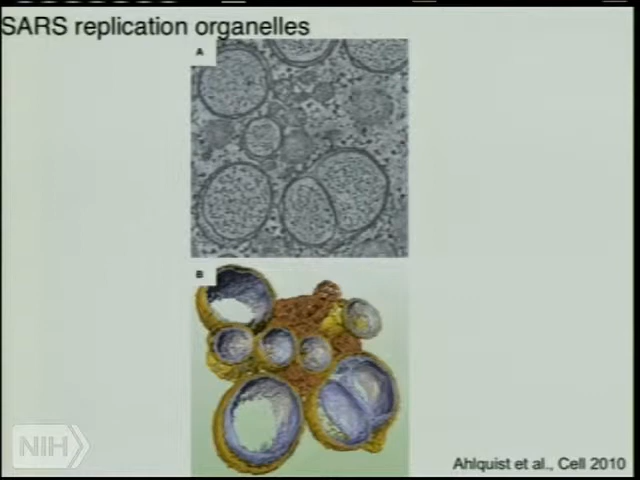 SARS replication organelles
A
B
NIH
Ahlquist et al., Cell 2010